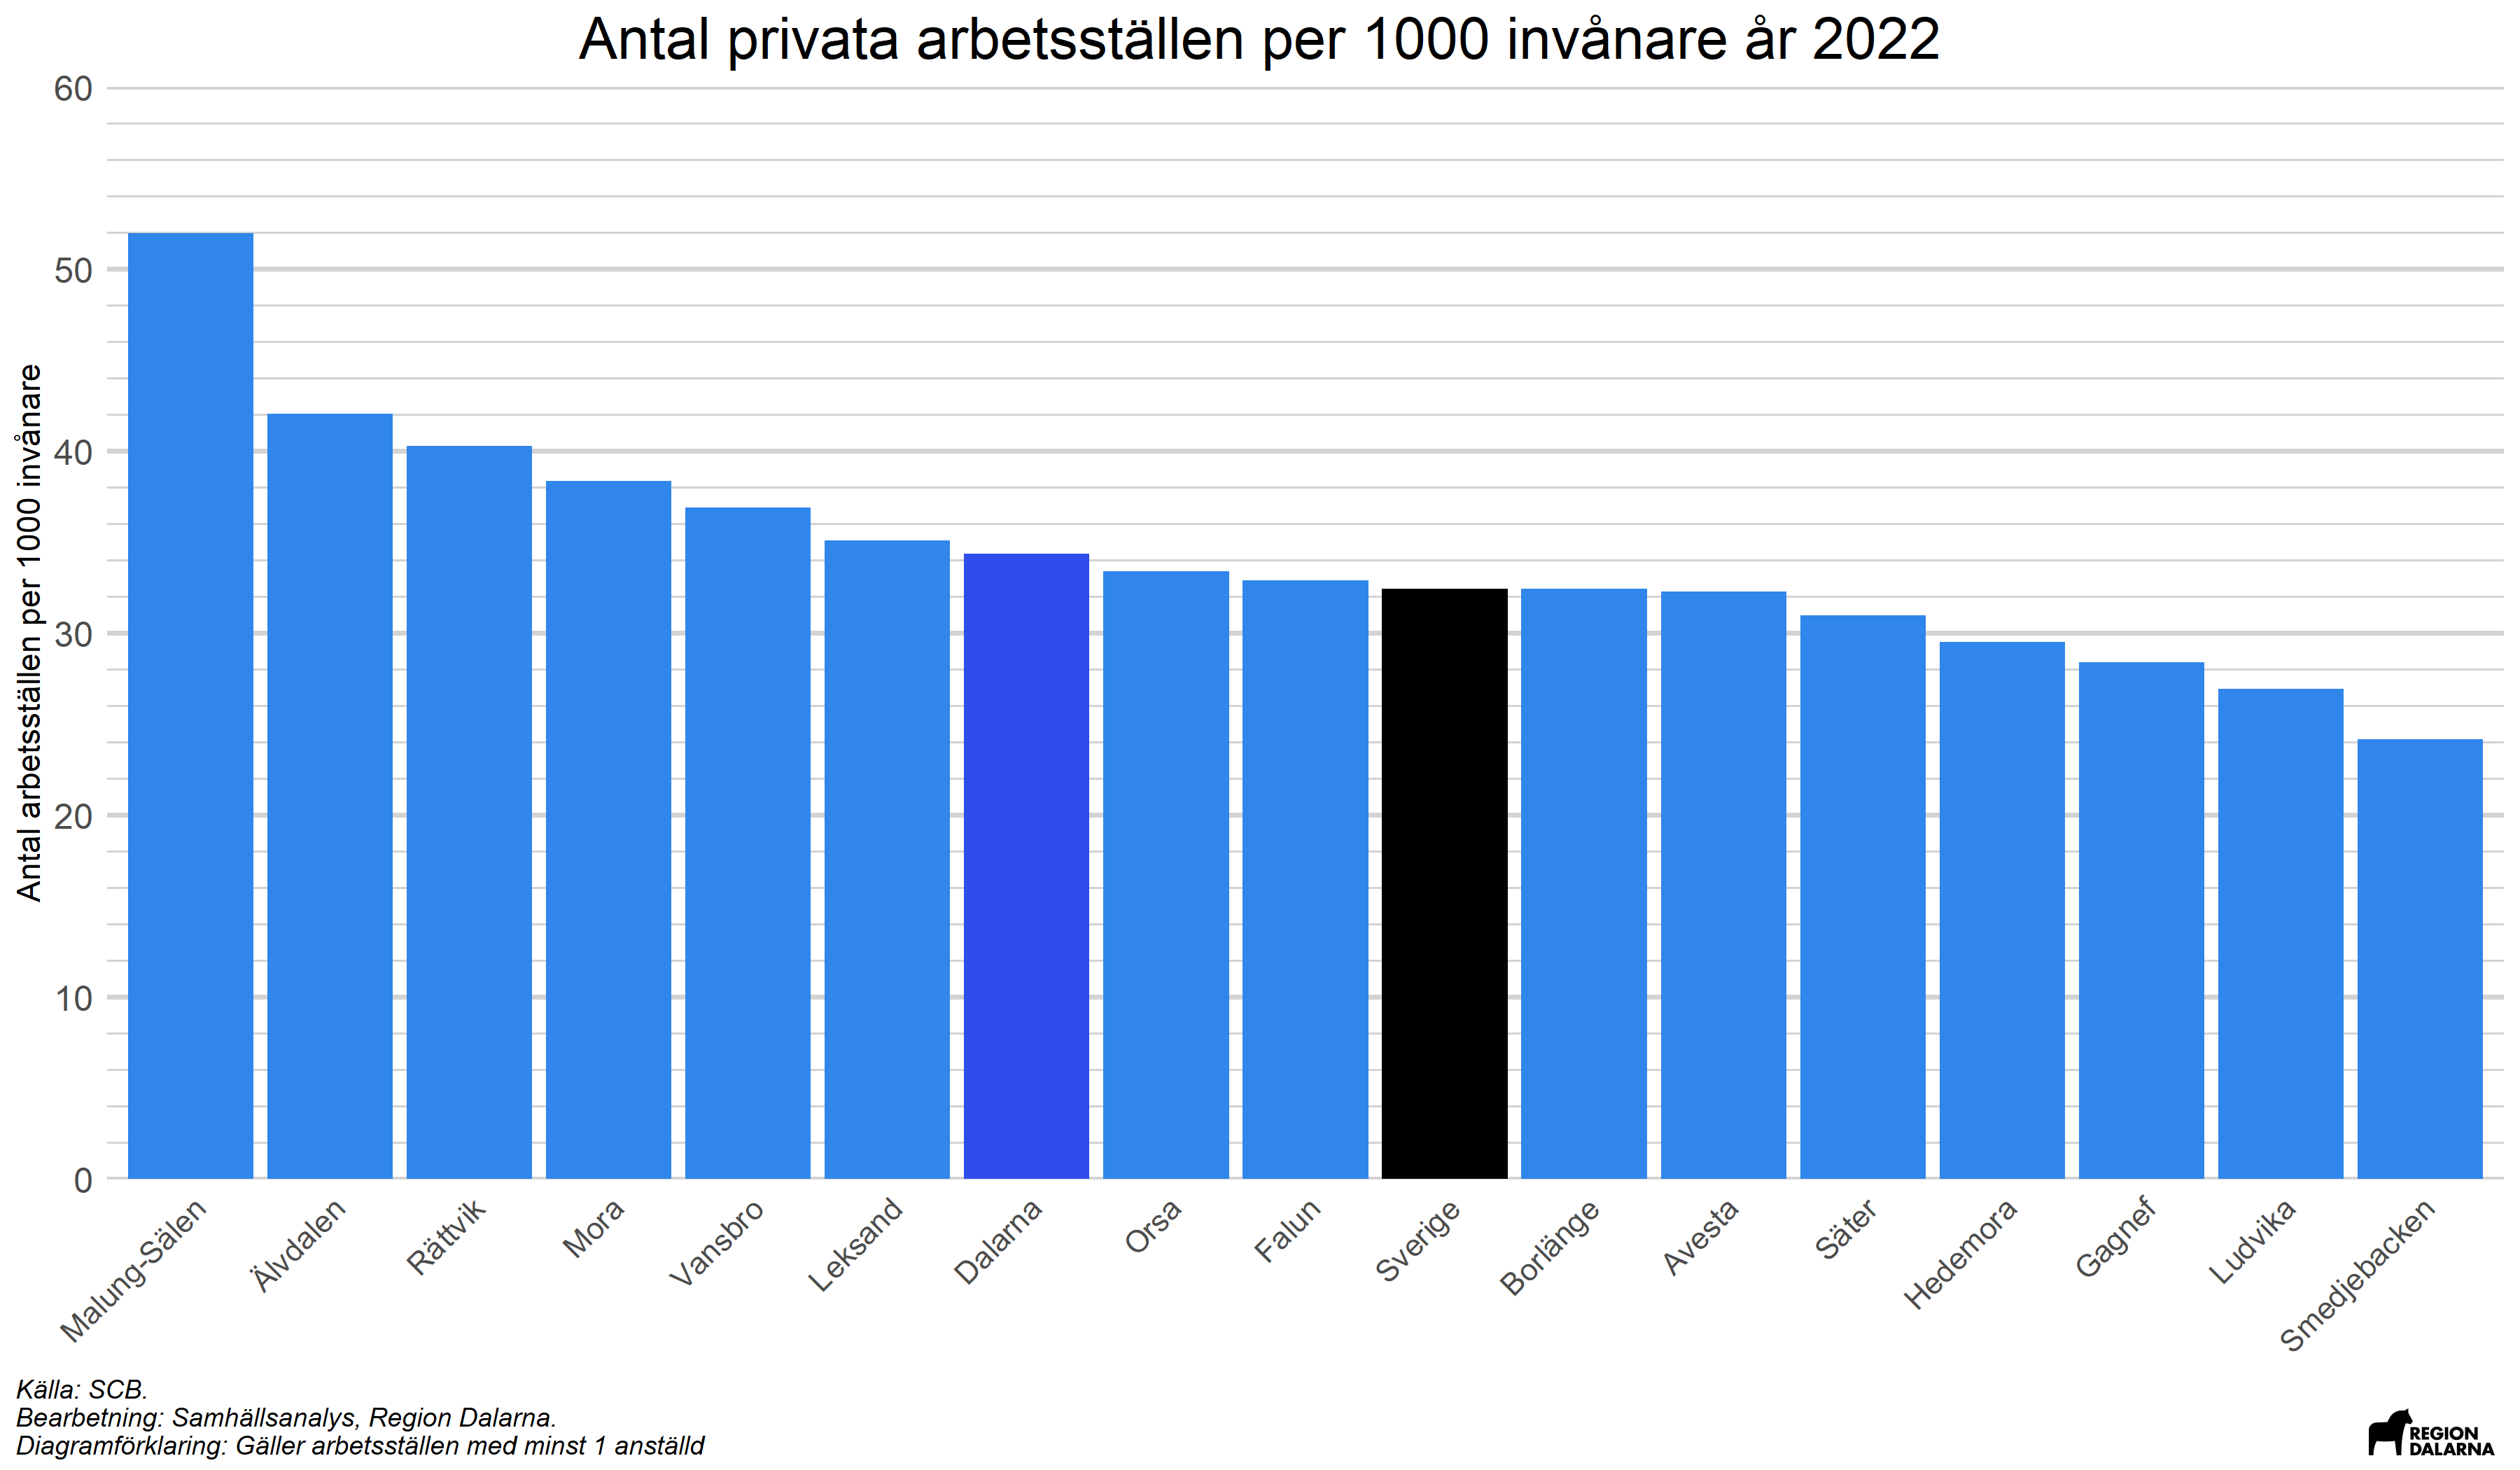 Antal privata arbetsställen per 1000 invånare år 2022
Antal arbetsställen per 1000 invånare
60
50
40
30
20
10
0
Malung-Sälen
Älvdalen
Rättvik
Mora
Vansbro
Leksand
Dalarna
Orsa
Falun
Sverige
Borlänge
Avesta
Säter
Hedemora
Gagnef
Ludvika
Smedjebacken
Källa: SCB.
Bearbetning: Samhällsanalys, Region Dalarna.
Diagramförklaring: Gäller arbetsställen med minst 1 anställd
REGION
DALARNA